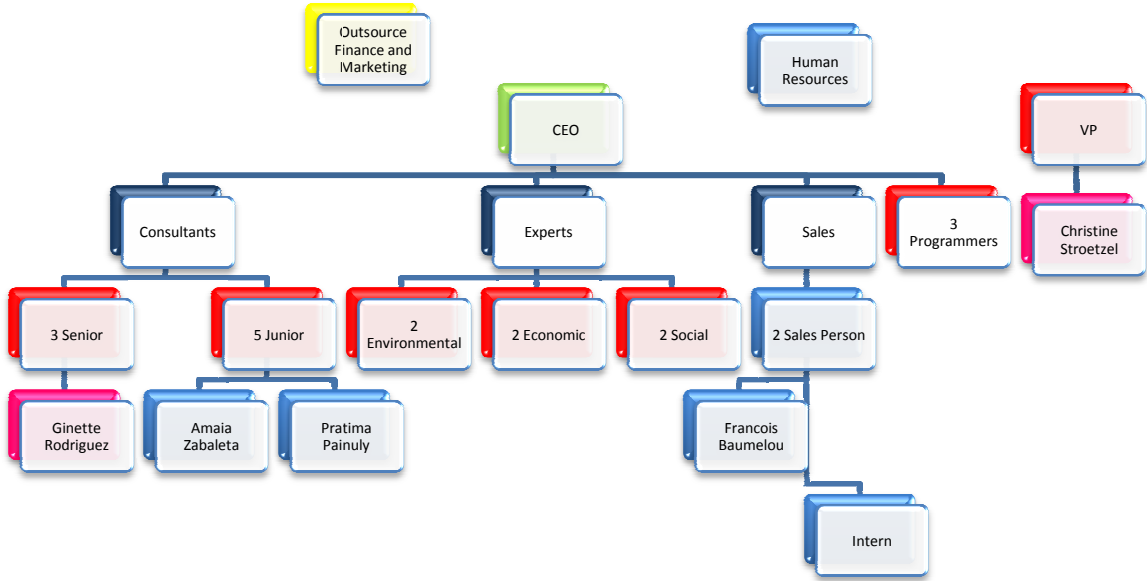 Outsource
Finance and
Marketing
Human
Resources
CEO
VP
Consultants
Experts
Sales
3
Programmers
Christine
Stroetzel
3 Senior
5 Junior
2
Environmental
2 Economic
2 Social
2 Sales Person
Ginette
Rodriguez
Amaia
Zabaleta
Pratima
Painuly
Francois
Baumelou
Intern